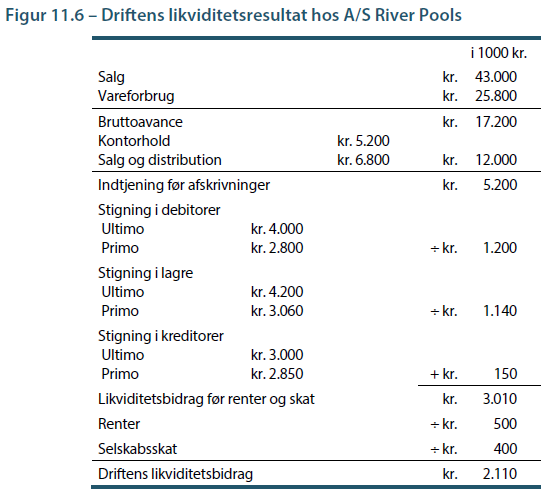 Figur 11.6 – Driftens likviditetsresultat hos A/S River Pools
i 1000 kr.
Salg kr. 43.000
Vareforbrug kr. 25.800
Bruttoavance kr. 17.200
Kontorhold kr. 5.200
Salg og distribution kr. 6.800 kr. 12.000
Indtjening før afskrivninger kr. 5.200
Stigning i debitorer
Ultimo kr. 4.000
Primo kr. 2.800 ÷ kr. 1.200
Stigning i lagre
Ultimo kr. 4.200
Primo kr. 3.060 ÷ kr. 1.140
Stigning i kreditorer
Ultimo kr. 3.000
Primo kr. 2.850 + kr. 150
Likviditetsbidrag før renter og skat kr. 3.010
Renter ÷ kr. 500
Selskabsskat ÷ kr. 400
Driftens likviditetsbidrag kr. 2.110